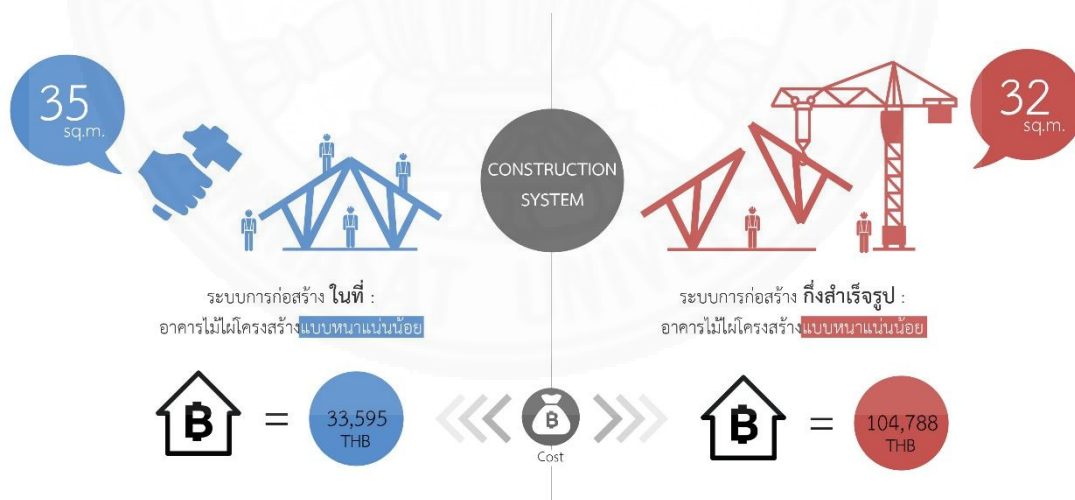 35
sq.m.
32
sq.m.
CONSTRUCTION
SYSTEM
ระบบการก่อสร้าง ในที่ :
อาคารไม้ไผ่โครงสร้างแบบหนาแน่นน้อย
ระบบการก่อสร้าง กึ่งสำเร็จรูป :
อาคารไม้ไผ่โครงสร้างแบบหนาแน่นน้อย
฿ = 33,595
THB
฿
Cost
฿ = 104,788
THB